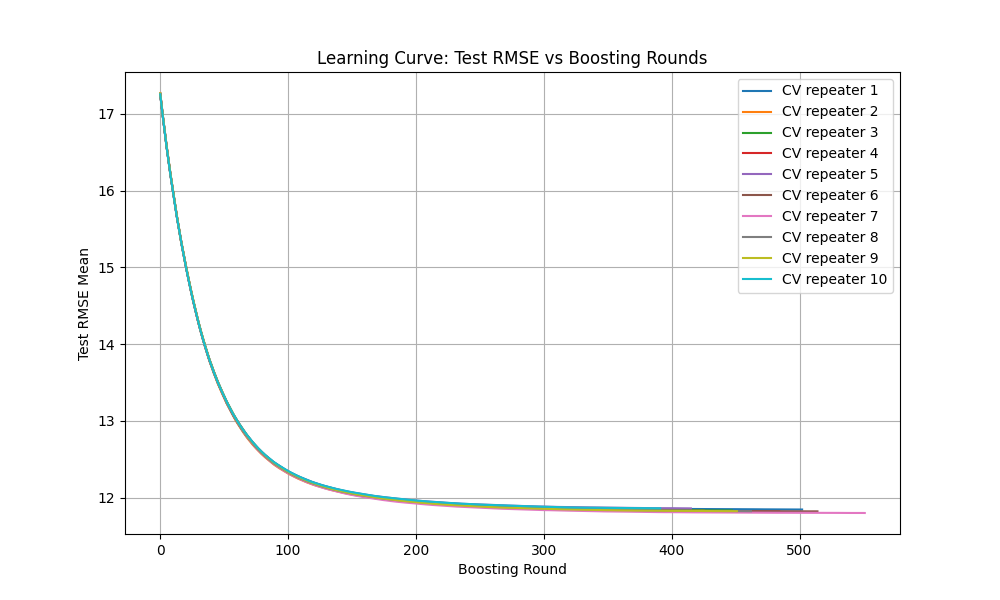 Learning Curve: Test RMSE vs Boosting Rounds
CV repeater 1
CV repeater 2
CV repeater 3
CV repeater 4
CV repeater 5
CV repeater 6
CV repeater 7
CV repeater 8
CV repeater 9
CV repeater 10
Test RMSE Mean
17
16
15
14
13
12
0 100 200 300 400 500
Boosting Round